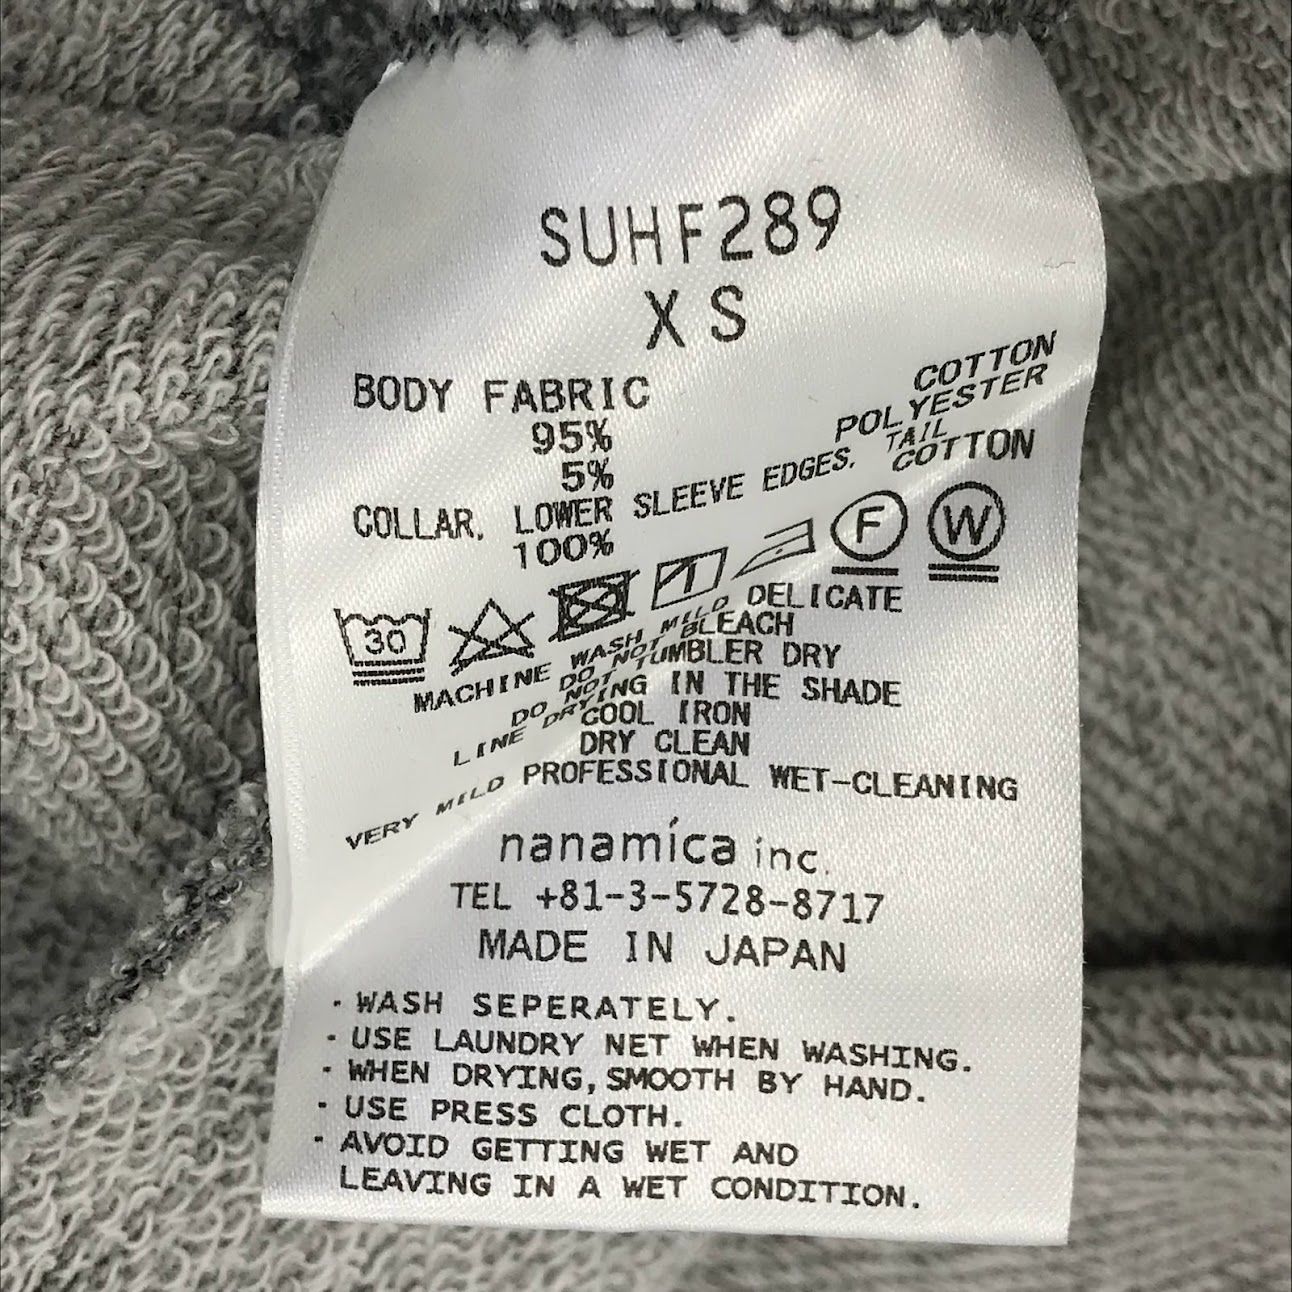 SUHF289
XS
BODY FABRIC
95% COTTON
5% POLYESTER
COLLAR, LOWER SLEEVE EDGES, TAIL
100% COTTON
30 F W
MACHINE WASH MILD DELICATE
DO NOT BLEACH
DO NOT TUMBLER DRY
LINE DRYING IN THE SHADE
COOL IRON
DRY CLEAN
VERY MILD PROFESSIONAL WET-CLEANING
nanamica inc.
TEL +81-3-5728-8717
MADE IN JAPAN
· WASH SEPERATELY.
· USE LAUNDRY NET WHEN WASHING.
· WHEN DRYING, SMOOTH BY HAND.
· USE PRESS CLOTH.
· AVOID GETTING WET AND
LEAVING IN A WET CONDITION.